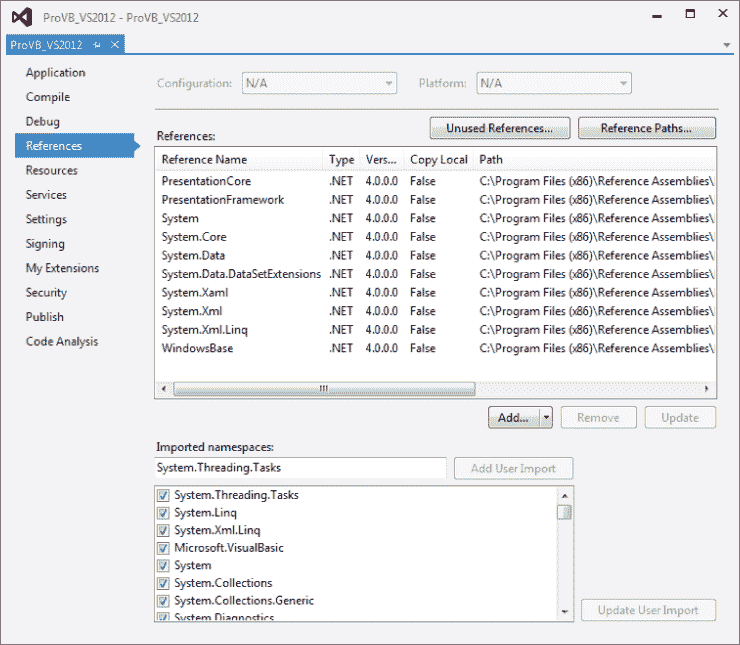 ProVB_VS2012 - ProVB_VS2012
ProVB_VS2012
Application
Compile
Debug
References
Resources
Services
Settings
Signing
My Extensions
Security
Publish
Code Analysis
Configuration: N/A Platform: N/A
Unused References... Reference Paths...
References:
Reference Name Type Vers... Copy Local Path
PresentationCore .NET 4.0.0.0 False C:\Program Files (x86)\Reference Assemblies\
PresentationFramework .NET 4.0.0.0 False C:\Program Files (x86)\Reference Assemblies\
System .NET 4.0.0.0 False C:\Program Files (x86)\Reference Assemblies\
System.Core .NET 4.0.0.0 False C:\Program Files (x86)\Reference Assemblies\
System.Data .NET 4.0.0.0 False C:\Program Files (x86)\Reference Assemblies\
System.Data.DataSetExtensions .NET 4.0.0.0 False C:\Program Files (x86)\Reference Assemblies\
System.Xaml .NET 4.0.0.0 False C:\Program Files (x86)\Reference Assemblies\
System.Xml .NET 4.0.0.0 False C:\Program Files (x86)\Reference Assemblies\
System.Xml.Linq .NET 4.0.0.0 False C:\Program Files (x86)\Reference Assemblies\
WindowsBase .NET 4.0.0.0 False C:\Program Files (x86)\Reference Assemblies\
Add... Remove Update
Imported namespaces:
System.Threading.Tasks Add User Import
System.Threading.Tasks
System.Linq
System.Xml.Linq
Microsoft.VisualBasic
System
System.Collections
System.Collections.Generic
System.Diagnostics
Update User Import